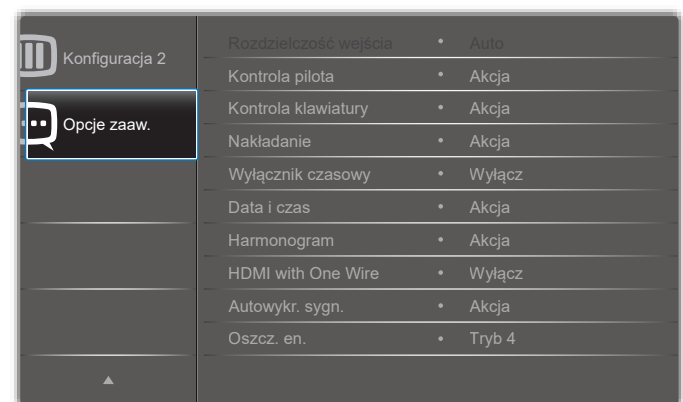 Konfiguracja 2
Opcje zaaw.
Rozdzielczość wejścia • Auto
Kontrola pilota • Akcja
Kontrola klawiatury • Akcja
Nakładanie • Akcja
Wyłącznik czasowy • Wyłącz
Data i czas • Akcja
Harmonogram • Akcja
HDMI with One Wire • Wyłącz
Autowykr. sygn. • Akcja
Oszcz. en. • Tryb 4